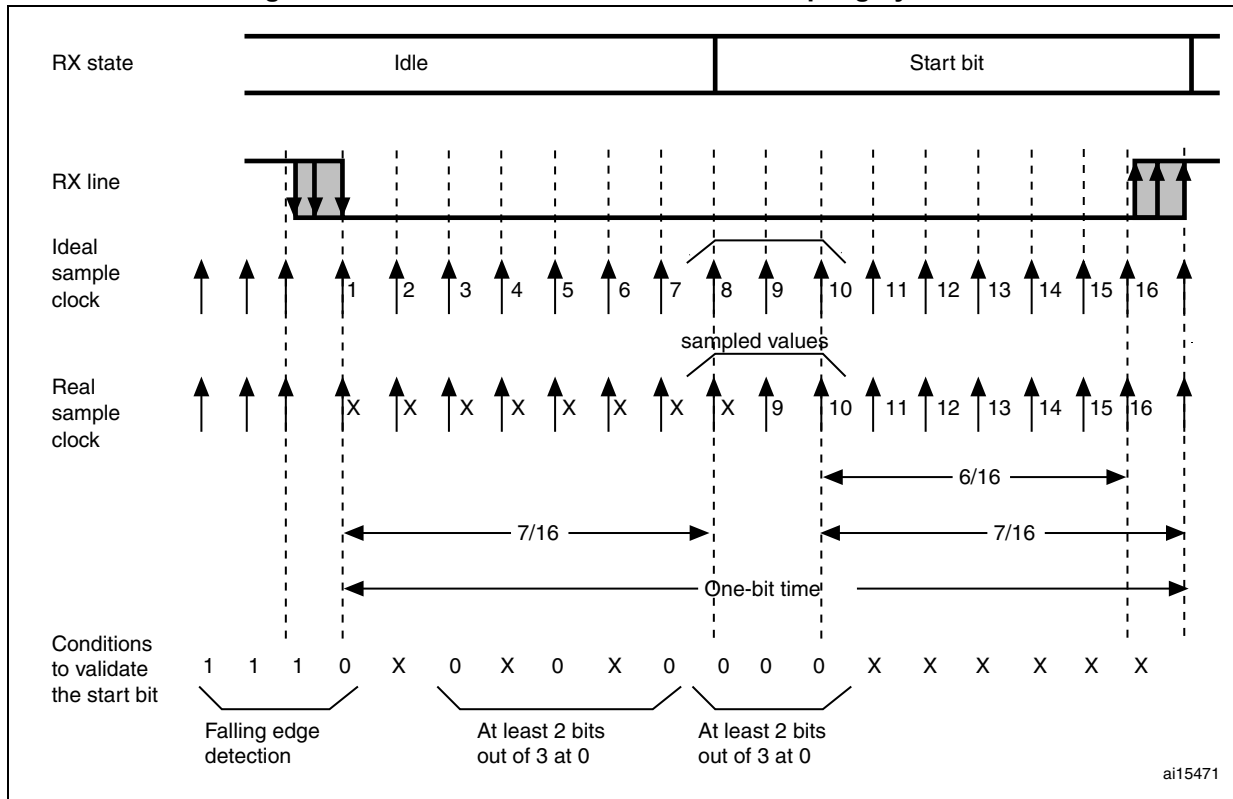 RX state
Idle
Start bit
RX line
Ideal
sample
clock
1 2 3 4 5 6 7 8 9 10 11 12 13 14 15 16
sampled values
Real
sample
clock
X X X X X X X X 9 10 11 12 13 14 15 16
6/16
7/16
7/16
One-bit time
Conditions
to validate
the start bit
1 1 1 0 X 0 X 0 X 0 0 0 0 X X X X X X
Falling edge
detection
At least 2 bits
out of 3 at 0
At least 2 bits
out of 3 at 0
ai15471